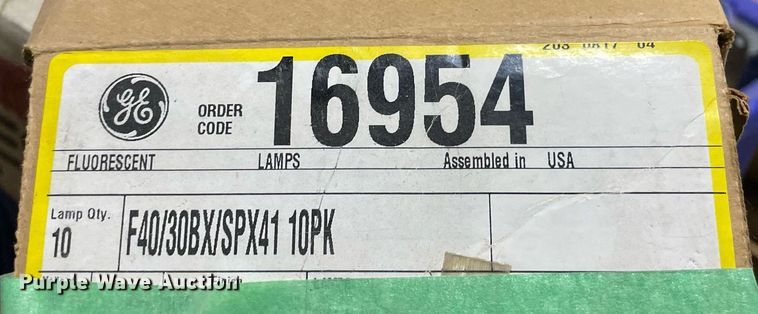 GE
ORDER CODE
16954
FLUORESCENT LAMPS Assembled in USA
Lamp Qty.
10
F40/30BX/SPX41 10PK
Purple Wave Auction